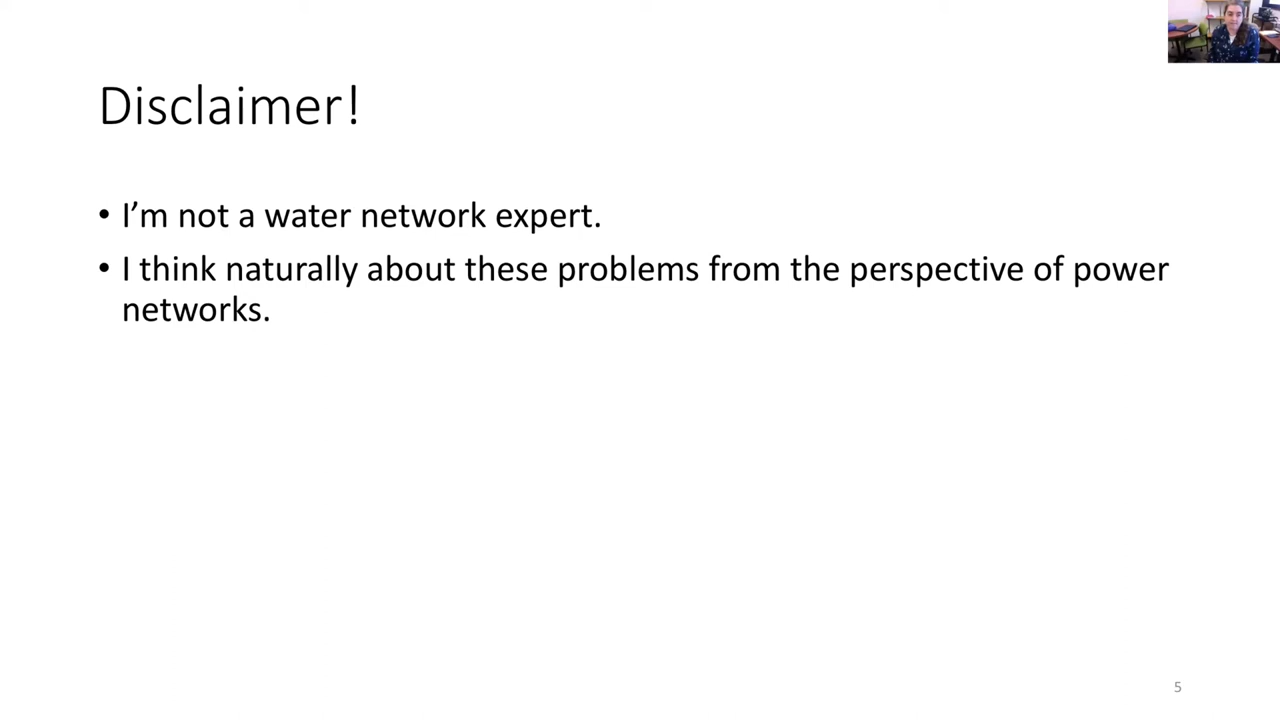 Disclaimer!
• I’m not a water network expert.
• I think naturally about these problems from the perspective of power
networks.
5